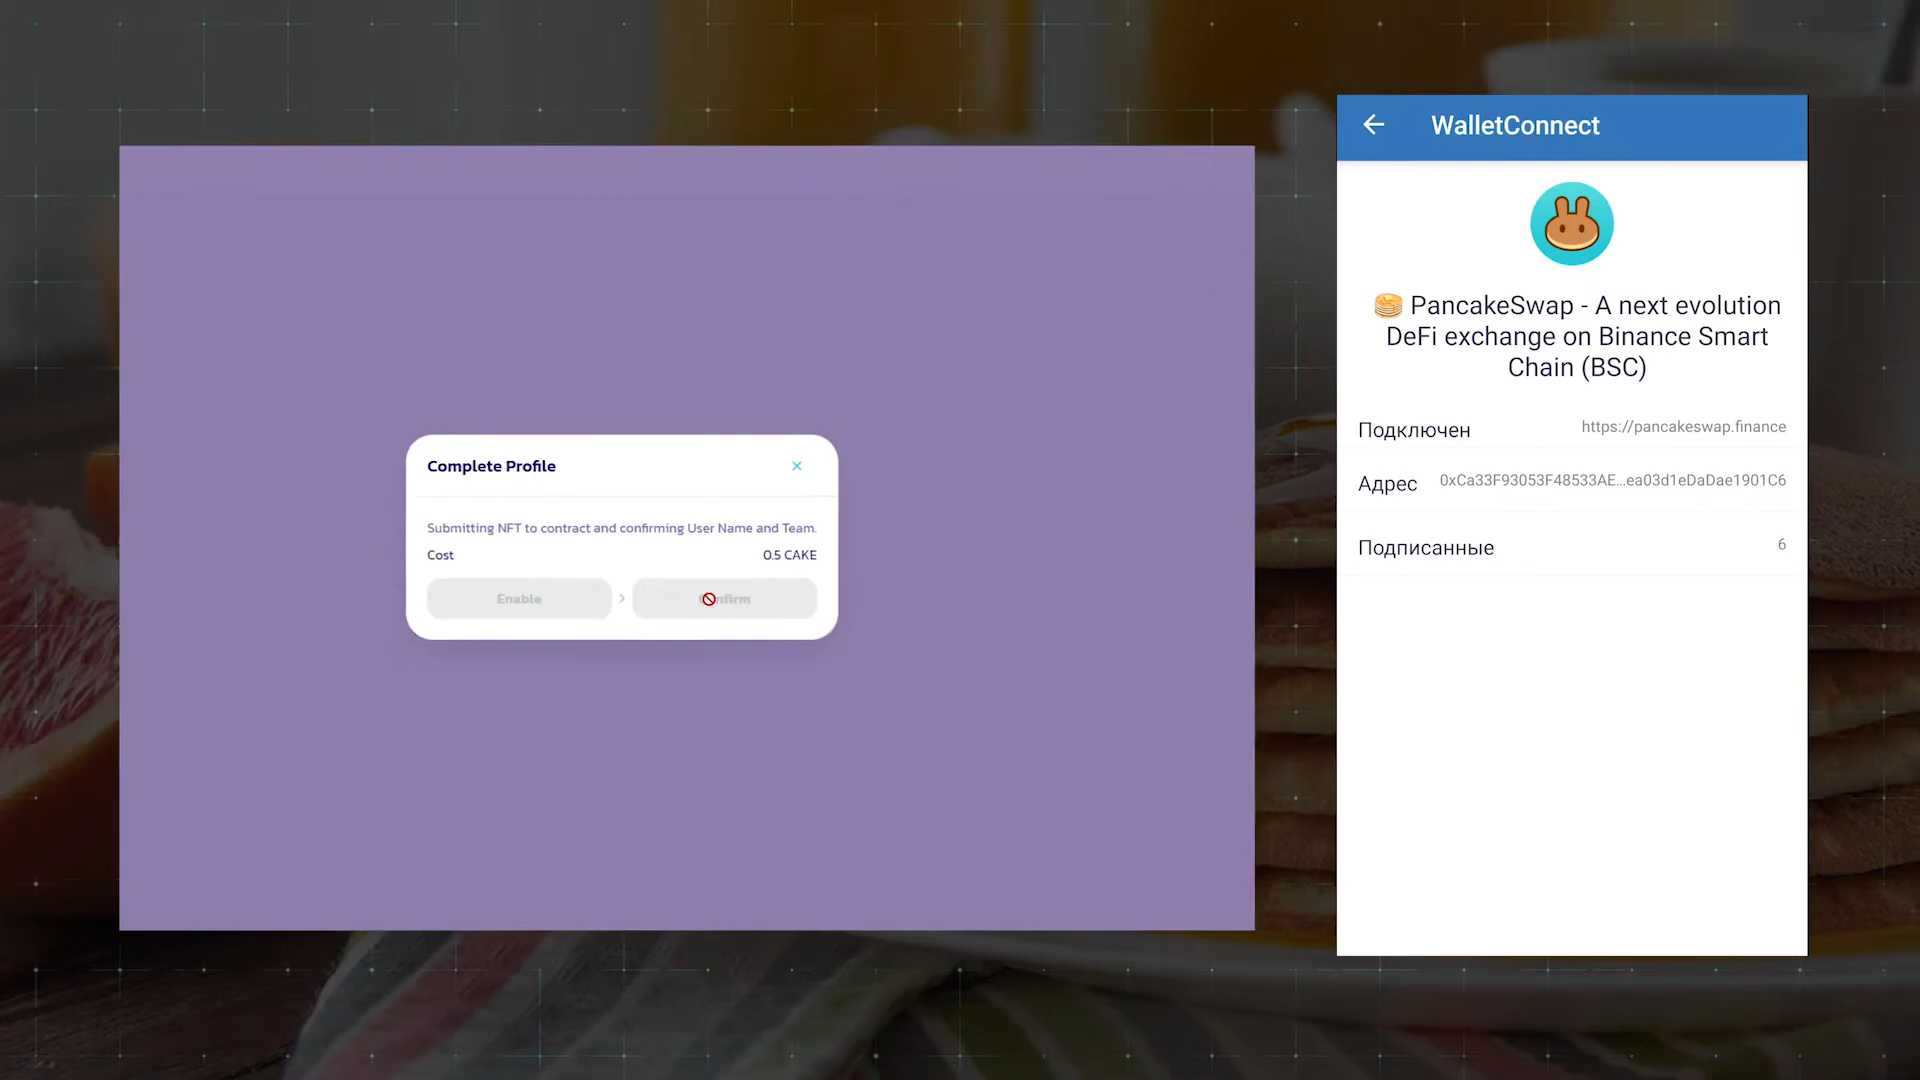 Complete Profile
Submitting NFT to contract and confirming User Name and Team.
Cost 0.5 CAKE
Enable > Confirm
WalletConnect
PancakeSwap - A next evolution
DeFi exchange on Binance Smart
Chain (BSC)
Подключен https://pancakeswap.finance
Адрес 0xCa33F93053F48533AE...ea03d1eDaDae1901C6
Подписанные 6